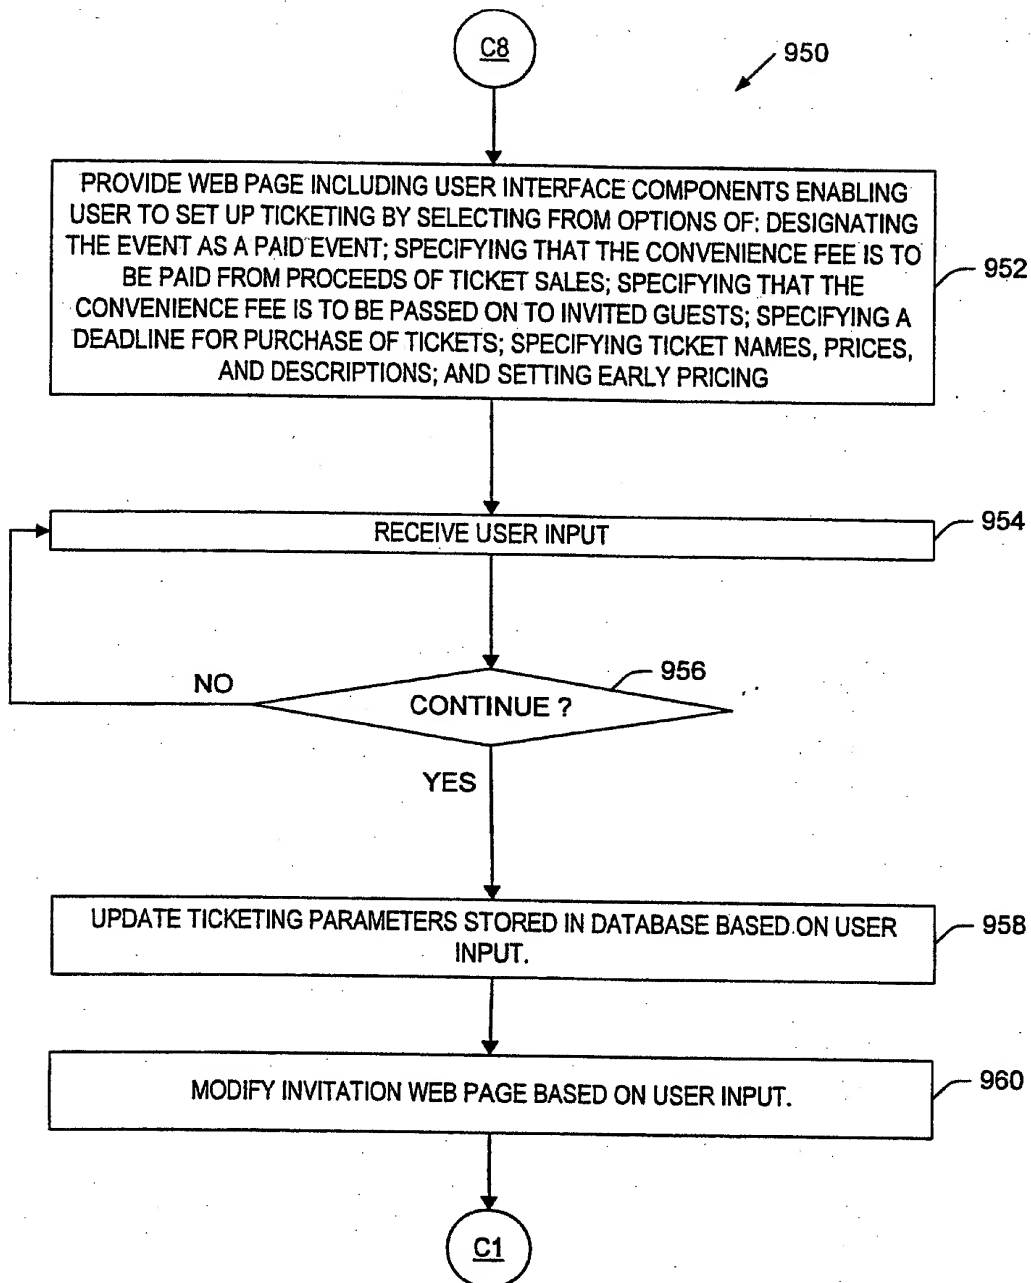 C8
950
PROVIDE WEB PAGE INCLUDING USER INTERFACE COMPONENTS ENABLING
USER TO SET UP TICKETING BY SELECTING FROM OPTIONS OF: DESIGNATING
THE EVENT AS A PAID EVENT; SPECIFYING THAT THE CONVENIENCE FEE IS TO
BE PAID FROM PROCEEDS OF TICKET SALES; SPECIFYING THAT THE
CONVENIENCE FEE IS TO BE PASSED ON TO INVITED GUESTS; SPECIFYING A
DEADLINE FOR PURCHASE OF TICKETS; SPECIFYING TICKET NAMES, PRICES,
AND DESCRIPTIONS; AND SETTING EARLY PRICING
952
RECEIVE USER INPUT
954
956
NO
CONTINUE ?
YES
UPDATE TICKETING PARAMETERS STORED IN DATABASE BASED ON USER
INPUT.
958
MODIFY INVITATION WEB PAGE BASED ON USER INPUT.
960
C1